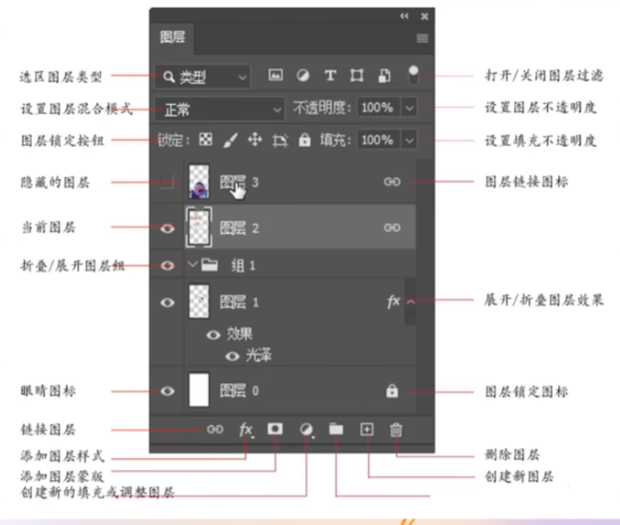 图层
选区图层类型
类型
打开/关闭图层过滤
设置图层混合模式
正常
不透明度: 100%
设置图层不透明度
图层锁定按钮
锁定:
填充: 100%
设置填充不透明度
隐藏的图层
图层 3
图层链接图标
当前图层
图层 2
折叠/展开图层组
组 1
图层 1
fx
展开/折叠图层效果
效果
光泽
眼睛图标
图层 0
图层锁定图标
链接图层
fx
添加图层样式
删除图层
添加图层蒙版
创建新图层
创建新的填充或调整图层